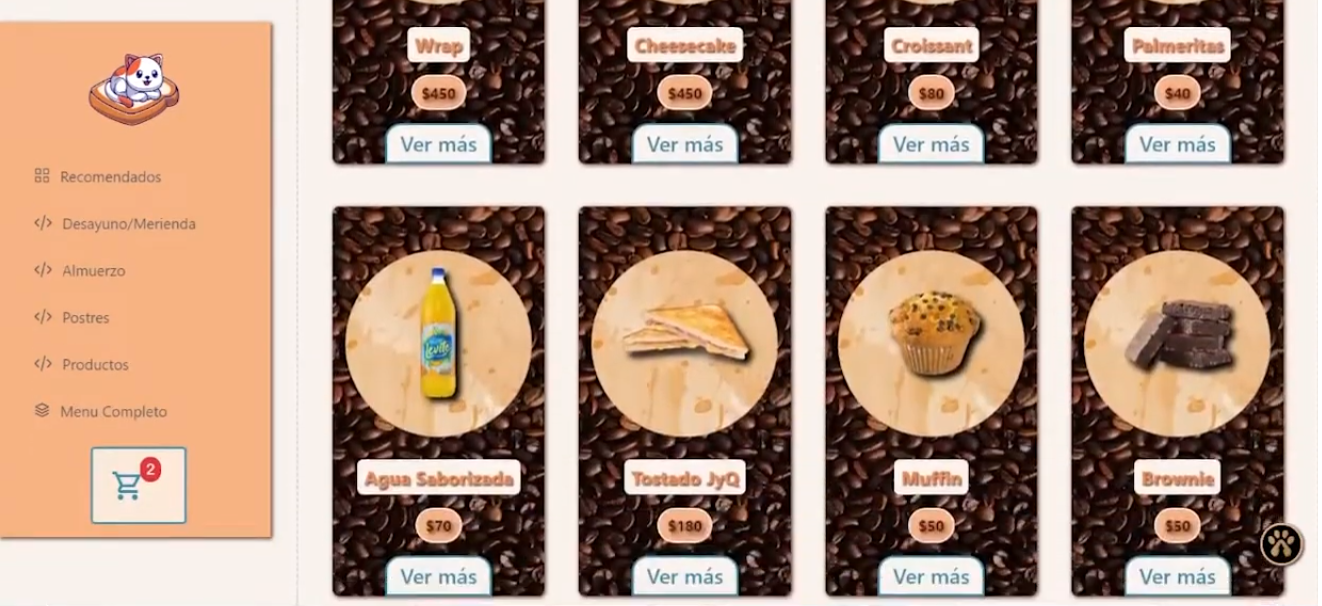 Recomendados
Desayuno/Merienda
Almuerzo
Postres
Productos
Menu Completo
2
Wrap
$450
Ver más
Cheesecake
$450
Ver más
Croissant
$80
Ver más
Palmeritas
$40
Ver más
Levité
Agua Saborizada
$70
Ver más
Tostado JyQ
$180
Ver más
Muffin
$50
Ver más
Brownie
$50
Ver más